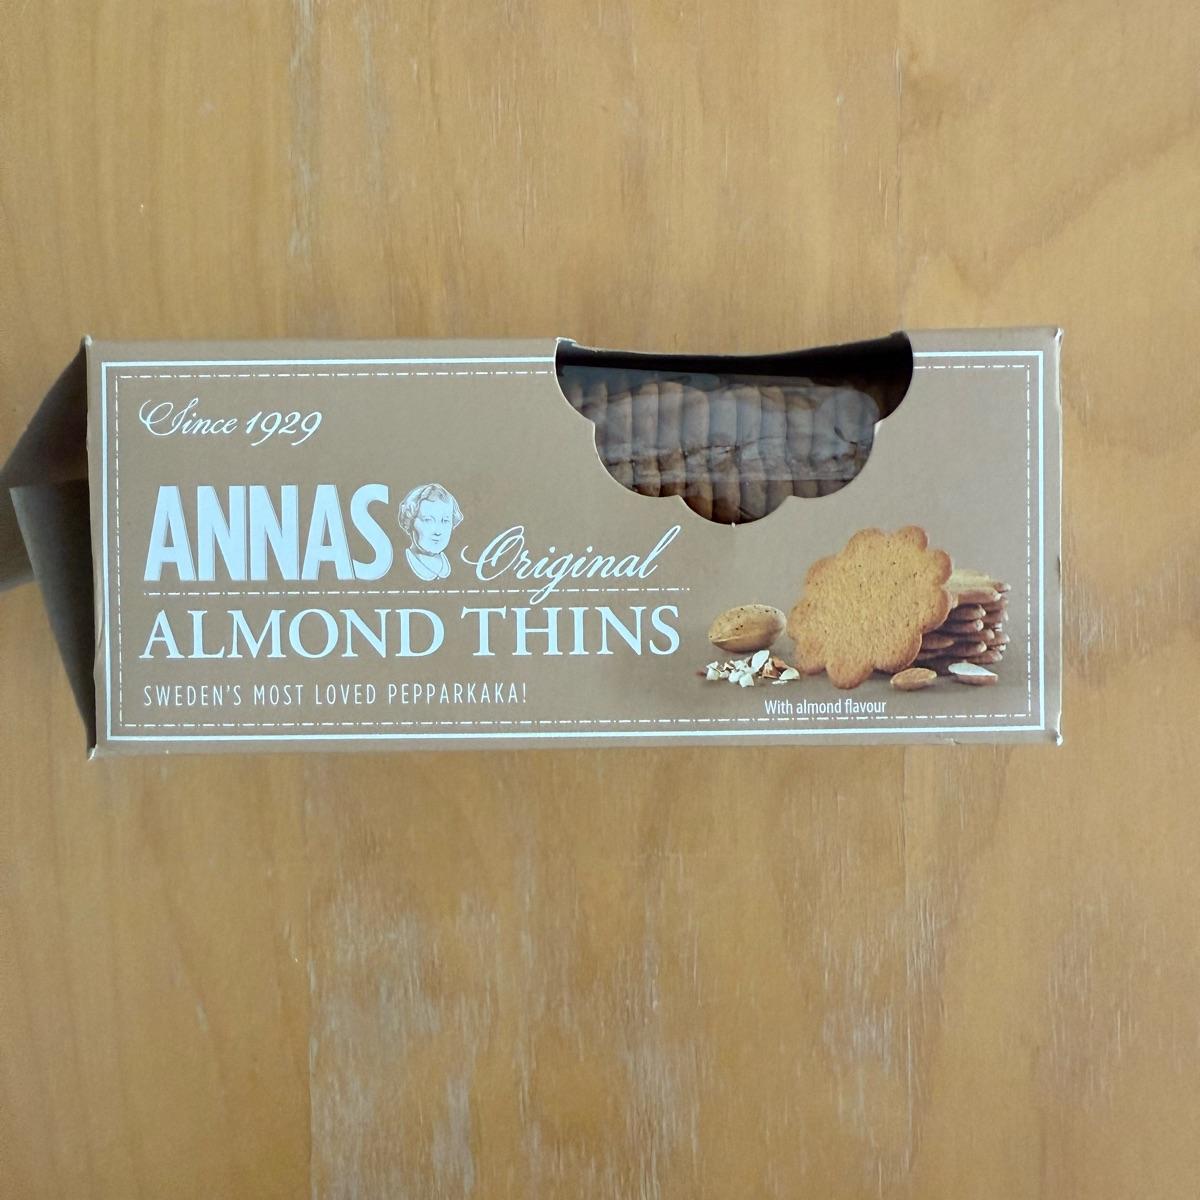 Since 1929
ANNAS Original
ALMOND THINS
SWEDEN'S MOST LOVED PEPPARKAKA!
With almond flavour